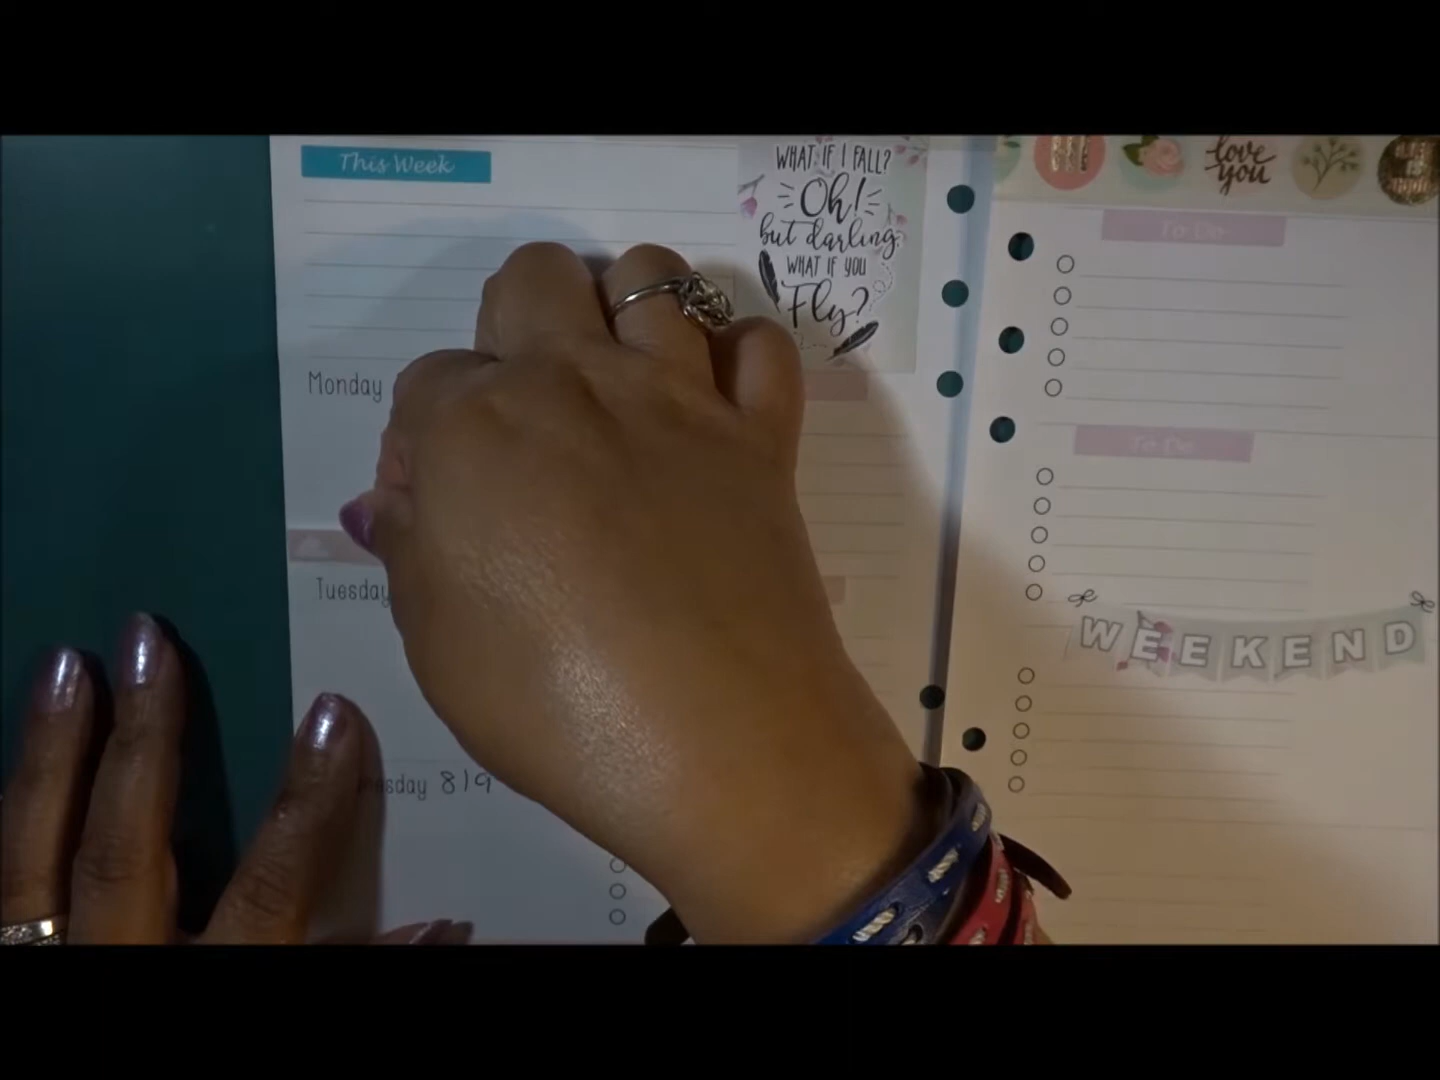 This Week
WHAT IF I FALL?
Oh!
but darling,
WHAT IF YOU
Fly?
Monday
Tuesday
sday 8/9
love
you
To Do
To Do
WEEKEND